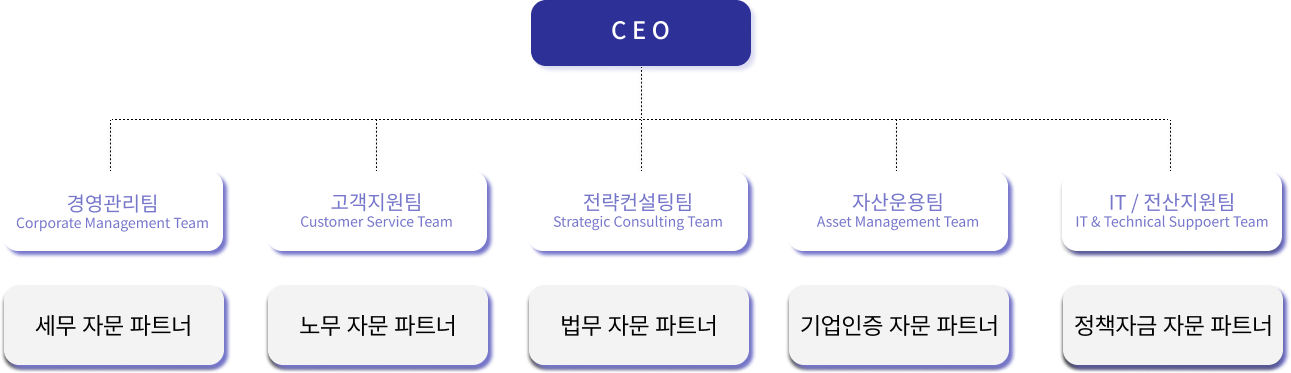 CEO
경영관리팀
Corporate Management Team
고객지원팀
Customer Service Team
전략컨설팅팀
Strategic Consulting Team
자산운용팀
Asset Management Team
IT / 전산지원팀
IT & Technical Suppoert Team
세무 자문 파트너
노무 자문 파트너
법무 자문 파트너
기업인증 자문 파트너
정책자금 자문 파트너